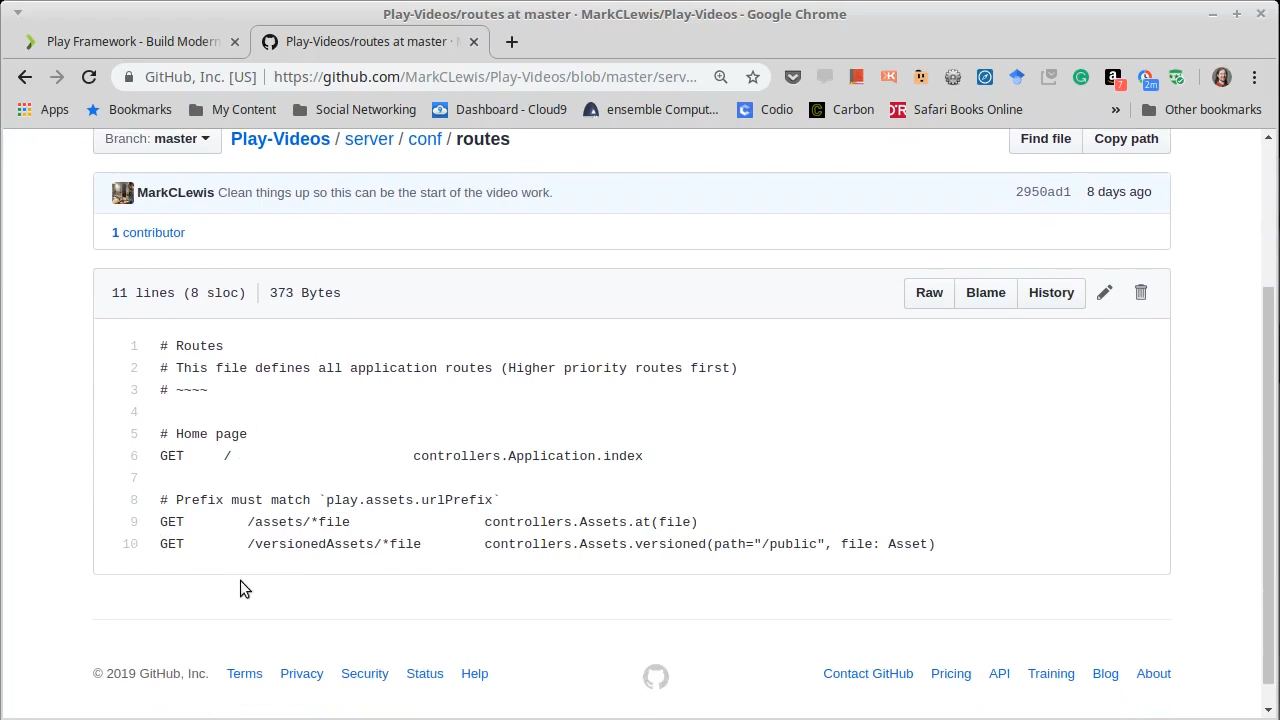 Play-Videos/routes at master · MarkCLewis/Play-Videos - Google Chrome
Play Framework - Build Modern
Play-Videos/routes at master ·
GitHub, Inc. [US] | https://github.com/MarkCLewis/Play-Videos/blob/master/serv...
7
2m
Apps Bookmarks My Content Social Networking Dashboard - Cloud9 ensemble Comput... Codio Carbon Safari Books Online » Other bookmarks
Branch: master Play-Videos / server / conf / routes Find file Copy path
MarkCLewis Clean things up so this can be the start of the video work. 2950ad1 8 days ago
1 contributor
11 lines (8 sloc) 373 Bytes Raw Blame History
1 # Routes
2 # This file defines all application routes (Higher priority routes first)
3 # ~~~~
4
5 # Home page
6 GET / controllers.Application.index
7
8 # Prefix must match `play.assets.urlPrefix`
9 GET /assets/*file controllers.Assets.at(file)
10 GET /versionedAssets/*file controllers.Assets.versioned(path="/public", file: Asset)
© 2019 GitHub, Inc. Terms Privacy Security Status Help Contact GitHub Pricing API Training Blog About